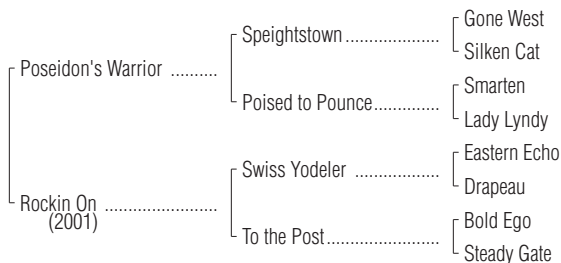 Gone West
Speightstown
Silken Cat
Poseidon's Warrior
Smarten
Poised to Pounce
Lady Lyndy
Eastern Echo
Swiss Yodeler
Drapeau
Rockin On
(2001)
Bold Ego
To the Post
Steady Gate